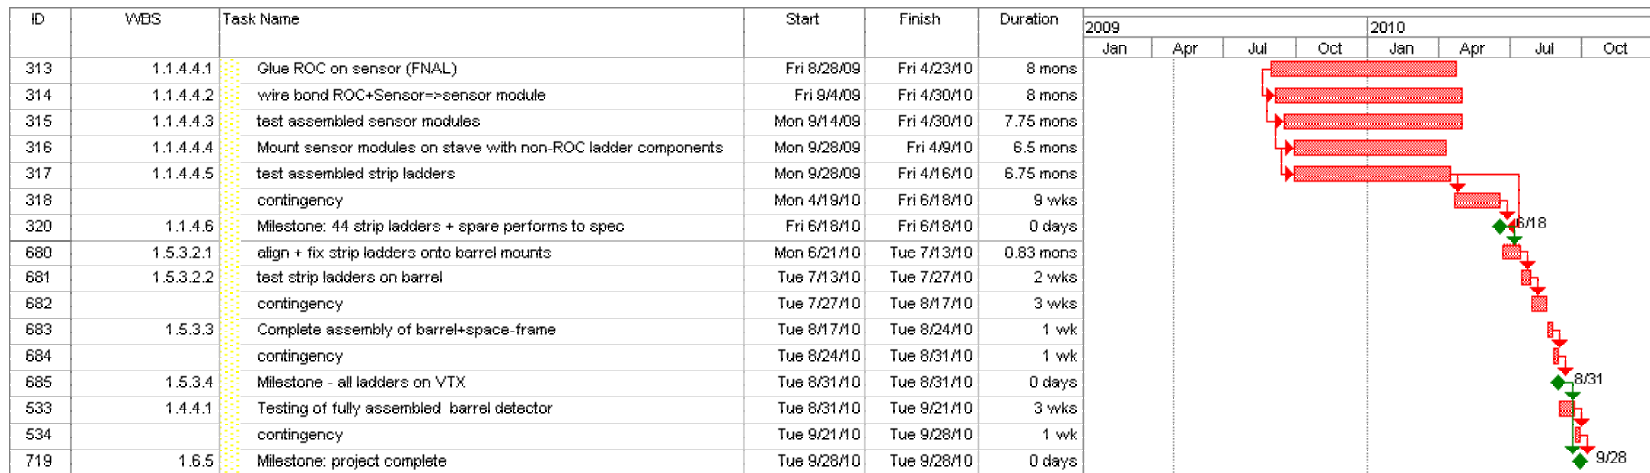 ID WBS Task Name Start Finish Duration 2009 2010
Jan Apr Jul Oct Jan Apr Jul Oct
313 1.1.4.4.1 Glue ROC on sensor (FNAL) Fri 8/28/09 Fri 4/23/10 8 mons
314 1.1.4.4.2 wire bond ROC+Sensor=>sensor module Fri 9/4/09 Fri 4/30/10 8 mons
315 1.1.4.4.3 test assembled sensor modules Mon 9/14/09 Fri 4/30/10 7.75 mons
316 1.1.4.4.4 Mount sensor modules on stave with non-ROC ladder components Mon 9/28/09 Fri 4/9/10 6.5 mons
317 1.1.4.4.5 test assembled strip ladders Mon 9/28/09 Fri 4/16/10 6.75 mons
318 contingency Mon 4/19/10 Fri 6/18/10 9 wks
320 1.1.4.6 Milestone: 44 strip ladders + spare performs to spec Fri 6/18/10 Fri 6/18/10 0 days 6/18
680 1.5.3.2.1 align + fix strip ladders onto barrel mounts Mon 6/21/10 Tue 7/13/10 0.83 mons
681 1.5.3.2.2 test strip ladders on barrel Tue 7/13/10 Tue 7/27/10 2 wks
682 contingency Tue 7/27/10 Tue 8/17/10 3 wks
683 1.5.3.3 Complete assembly of barrel+space-frame Tue 8/17/10 Tue 8/24/10 1 wk
684 contingency Tue 8/24/10 Tue 8/31/10 1 wk
685 1.5.3.4 Milestone - all ladders on VTX Tue 8/31/10 Tue 8/31/10 0 days 8/31
533 1.4.4.1 Testing of fully assembled barrel detector Tue 8/31/10 Tue 9/21/10 3 wks
534 contingency Tue 9/21/10 Tue 9/28/10 1 wk
719 1.6.5 Milestone: project complete Tue 9/28/10 Tue 9/28/10 0 days 9/28